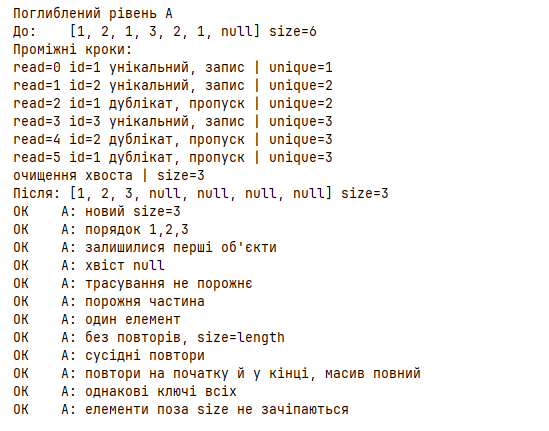 Поглиблений рівень A
До:    [1, 2, 1, 3, 2, 1, null] size=6
Проміжні кроки:
read=0 id=1 унікальний, запис | unique=1
read=1 id=2 унікальний, запис | unique=2
read=2 id=1 дублікат, пропуск | unique=2
read=3 id=3 унікальний, запис | unique=3
read=4 id=2 дублікат, пропуск | unique=3
read=5 id=1 дублікат, пропуск | unique=3
очищення хвоста | size=3
Після: [1, 2, 3, null, null, null, null] size=3
OK    A: новий size=3
OK    A: порядок 1,2,3
OK    A: залишилися перші об'єкти
OK    A: хвіст null
OK    A: трасування не порожнє
OK    A: порожня частина
OK    A: один елемент
OK    A: без повторів, size=length
OK    A: сусідні повтори
OK    A: повтори на початку й у кінці, масив повний
OK    A: однакові ключі всіх
OK    A: елементи поза size не зачіпаються